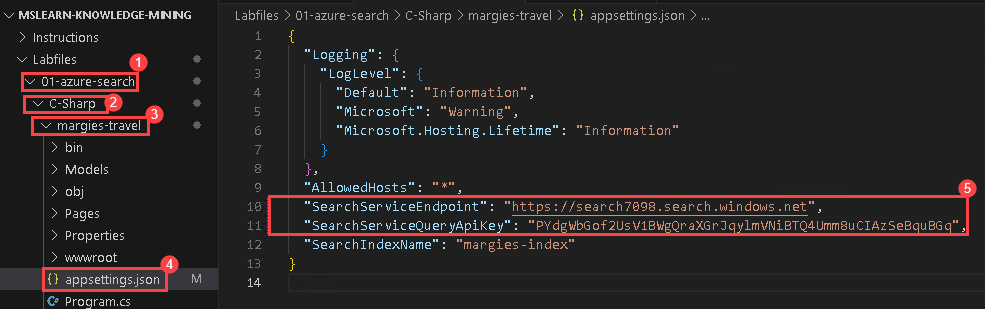 MSLEARN-KNOWLEDGE-MINING
Instructions
Labfiles
01-azure-search
1
C-Sharp
2
margies-travel
3
bin
Models
obj
Pages
Properties
wwwroot
4
{} appsettings.json M
Program.cs
Labfiles > 01-azure-search > C-Sharp > margies-travel > {} appsettings.json > ...
1 {
2 "Logging": {
3 "LogLevel": {
4 "Default": "Information",
5 "Microsoft": "Warning",
6 "Microsoft.Hosting.Lifetime": "Information"
7 }
8 },
9 "AllowedHosts": "*",
5
10 "SearchServiceEndpoint": "https://search7098.search.windows.net",
11 "SearchServiceQueryApiKey": "PYdgWbGof2UsV1BWgQraXGrJqylmVNiBTQ4Umm8uCIAzSeBquBGq",
12 "SearchIndexName": "margies-index"
13 }
14